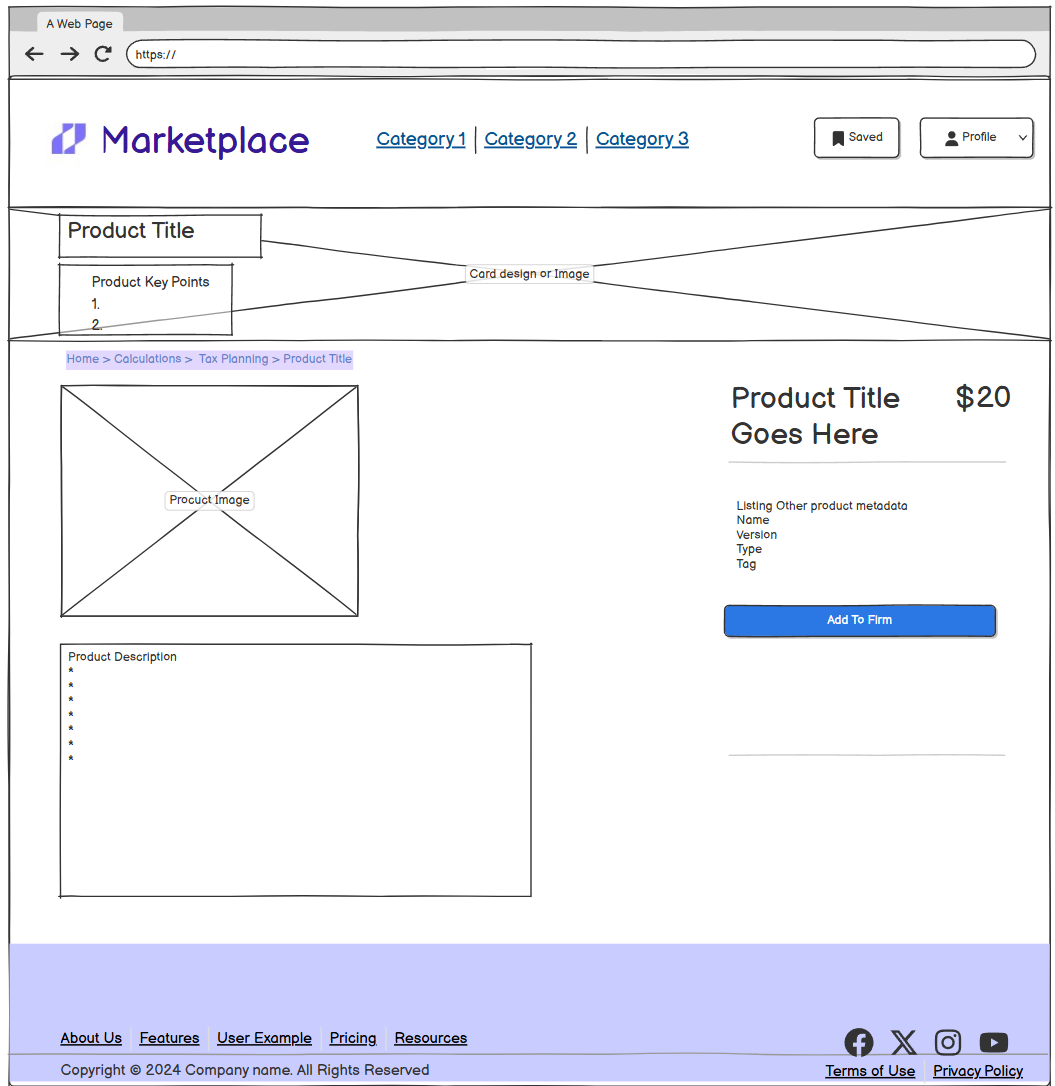 A Web Page
https://
Marketplace
Category 1 | Category 2 | Category 3
Saved
Profile
Product Title
Product Key Points
1.
2.
Card design or Image
Home > Calculations > Tax Planning > Product Title
Procuct Image
Product Title
Goes Here
$20
Listing Other product metadata
Name
Version
Type
Tag
Add To Firm
Product Description
*
*
*
*
*
*
*
About Us
Features
User Example
Pricing
Resources
Copyright © 2024 Company name. All Rights Reserved
Terms of Use
Privacy Policy